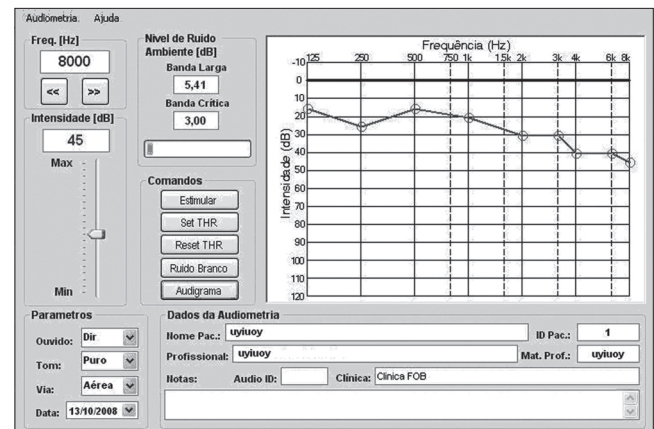 Audiometria. Ajuda
Freq. [Hz]
8000
<< >>
Intensidade [dB]
45
Max
Min
Nivel de Ruido
Ambiente [dB]
Banda Larga
5,41
Banda Crítica
3,00
Comandos
Estimular
Set THR
Reset THR
Ruido Branco
Audigrama
Frequência (Hz)
125 250 500 750 1k 1.5k 2k 3k 4k 6k 8k
Intensidade (dB)
-10
0
10
20
30
40
50
60
70
80
90
100
110
120
Parametros
Ouvido: Dir
Tom: Puro
Via: Aérea
Data: 13/10/2008
Dados da Audiometria
Nome Pac.: uyiuoy ID Pac.: 1
Profissional: uyiuoy Mat. Prof.: uyiuoy
Notas: Audio ID: Clínica: Clinica FOB